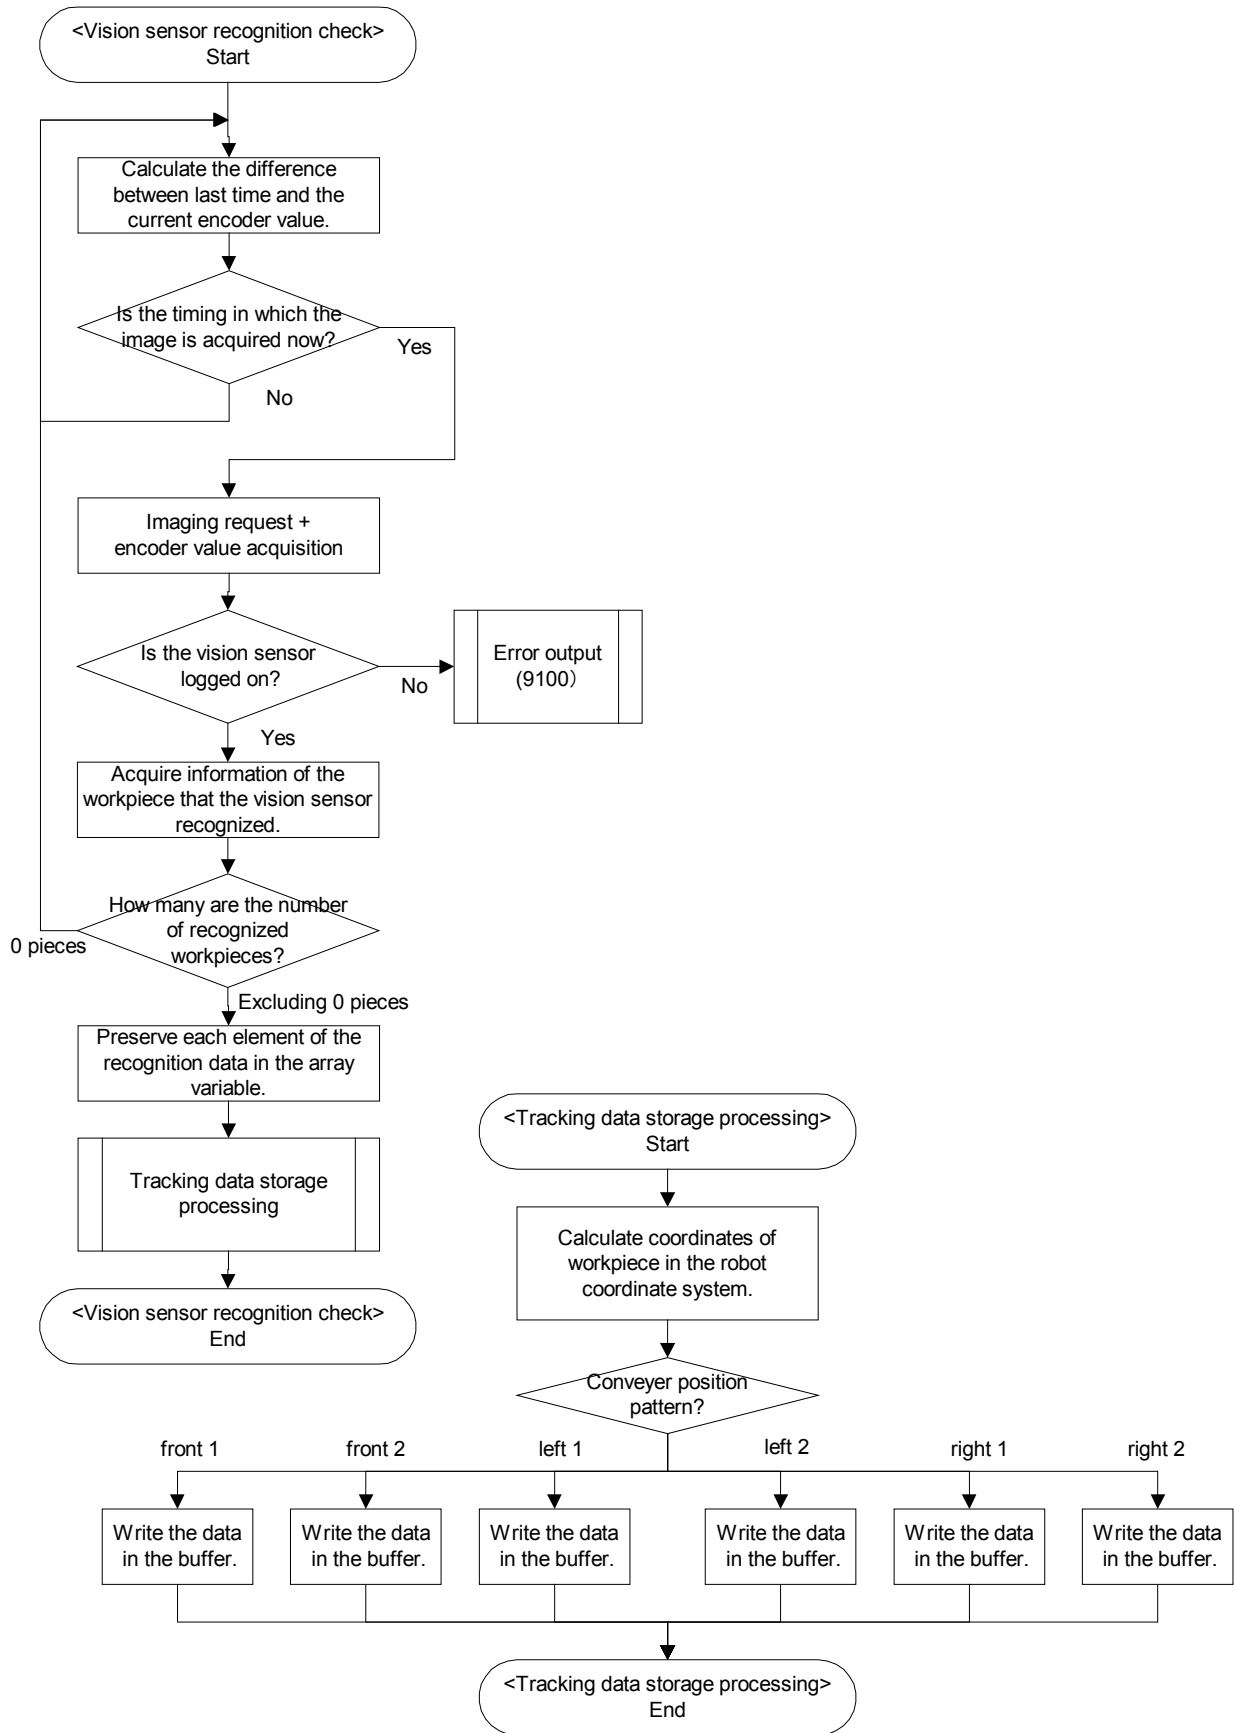 <Vision sensor recognition check>
Start
Calculate the difference
between last time and the
current encoder value.
Is the timing in which the
image is acquired now?
Yes
No
Imaging request +
encoder value acquisition
Is the vision sensor
logged on?
No
Error output
(9100）
Yes
Acquire information of the
workpiece that the vision sensor
recognized.
How many are the number
of recognized
workpieces?
0 pieces
Excluding 0 pieces
Preserve each element of the
recognition data in the array
variable.
Tracking data storage
processing
<Vision sensor recognition check>
End
<Tracking data storage processing>
Start
Calculate coordinates of
workpiece in the robot
coordinate system.
Conveyer position
pattern?
front 1
front 2
left 1
left 2
right 1
right 2
Write the data
in the buffer.
Write the data
in the buffer.
Write the data
in the buffer.
Write the data
in the buffer.
Write the data
in the buffer.
Write the data
in the buffer.
<Tracking data storage processing>
End